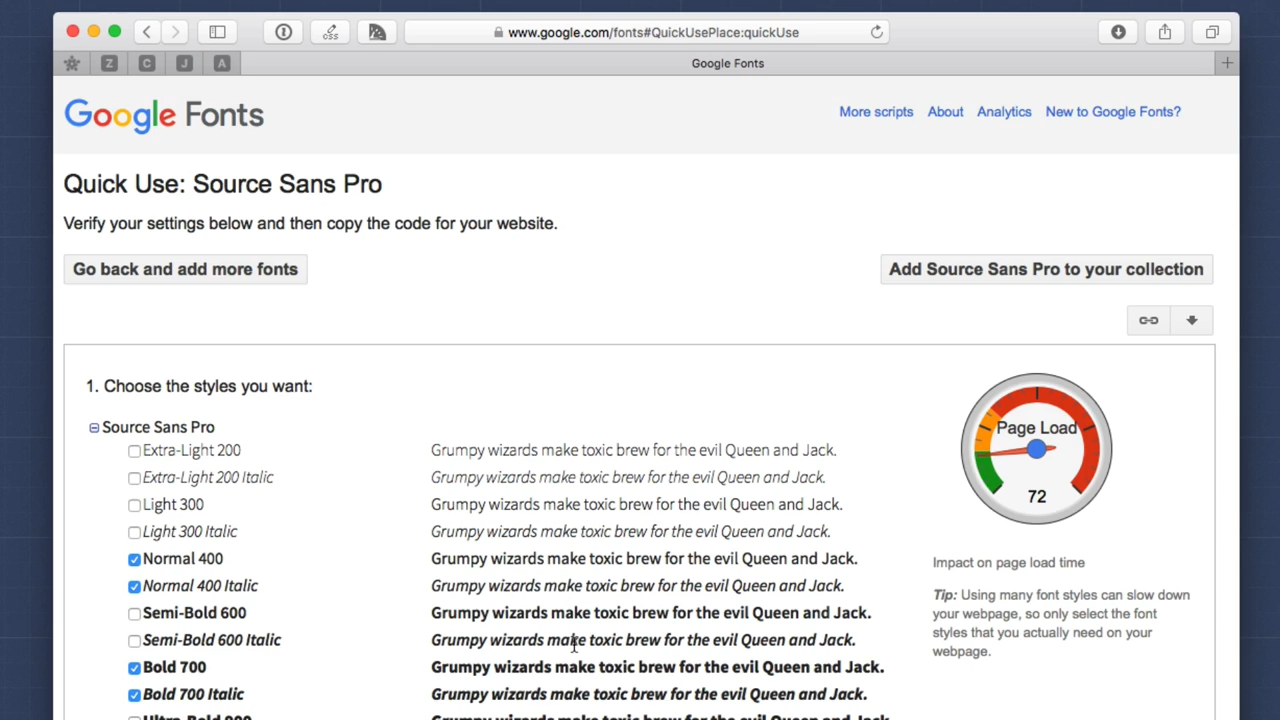 www.google.com/fonts#QuickUsePlace:quickUse
css
Z C J A Google Fonts
Google Fonts
More scripts About Analytics New to Google Fonts?
Quick Use: Source Sans Pro
Verify your settings below and then copy the code for your website.
Go back and add more fonts
Add Source Sans Pro to your collection
1. Choose the styles you want:
Source Sans Pro
Extra-Light 200 Grumpy wizards make toxic brew for the evil Queen and Jack.
Extra-Light 200 Italic Grumpy wizards make toxic brew for the evil Queen and Jack.
Light 300 Grumpy wizards make toxic brew for the evil Queen and Jack.
Light 300 Italic Grumpy wizards make toxic brew for the evil Queen and Jack.
Normal 400 Grumpy wizards make toxic brew for the evil Queen and Jack.
Normal 400 Italic Grumpy wizards make toxic brew for the evil Queen and Jack.
Semi-Bold 600 Grumpy wizards make toxic brew for the evil Queen and Jack.
Semi-Bold 600 Italic Grumpy wizards make toxic brew for the evil Queen and Jack.
Bold 700 Grumpy wizards make toxic brew for the evil Queen and Jack.
Bold 700 Italic Grumpy wizards make toxic brew for the evil Queen and Jack.
Page Load
72
Impact on page load time
Tip: Using many font styles can slow down
your webpage, so only select the font
styles that you actually need on your
webpage.